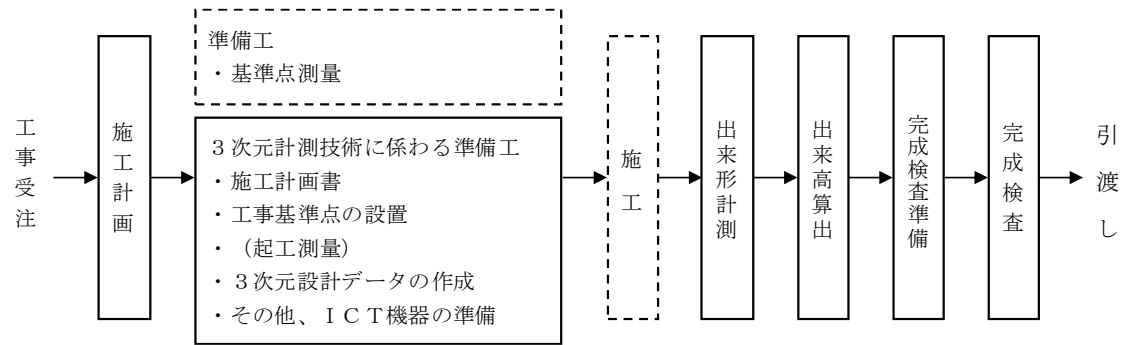 工事受注
施工計画
準備工
・基準点測量
３次元計測技術に係わる準備工
・施工計画書
・工事基準点の設置
・（起工測量）
・３次元設計データの作成
・その他、ＩＣＴ機器の準備
施工
出来形計測
出来高算出
完成検査準備
完成検査
引渡し